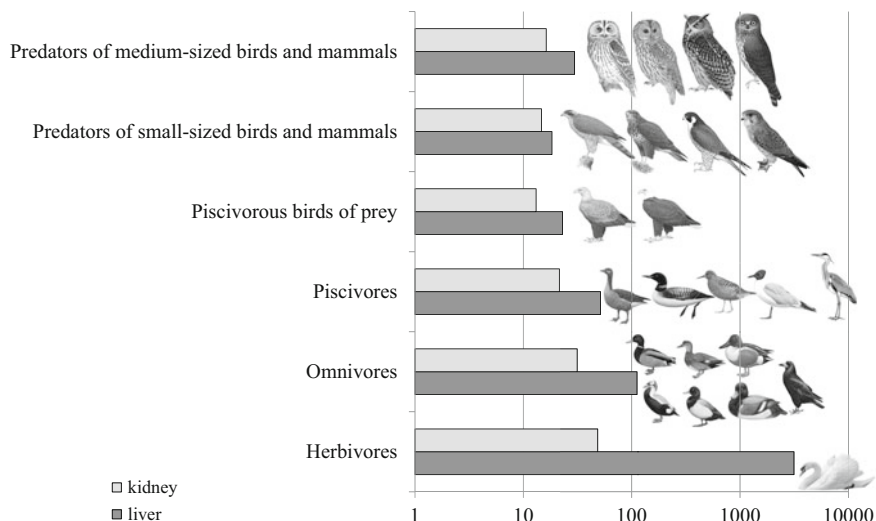 Predators of medium-sized birds and mammals
Predators of small-sized birds and mammals
Piscivorous birds of prey
Piscivores
Omnivores
Herbivores
kidney
liver
1 10 100 1000 10000